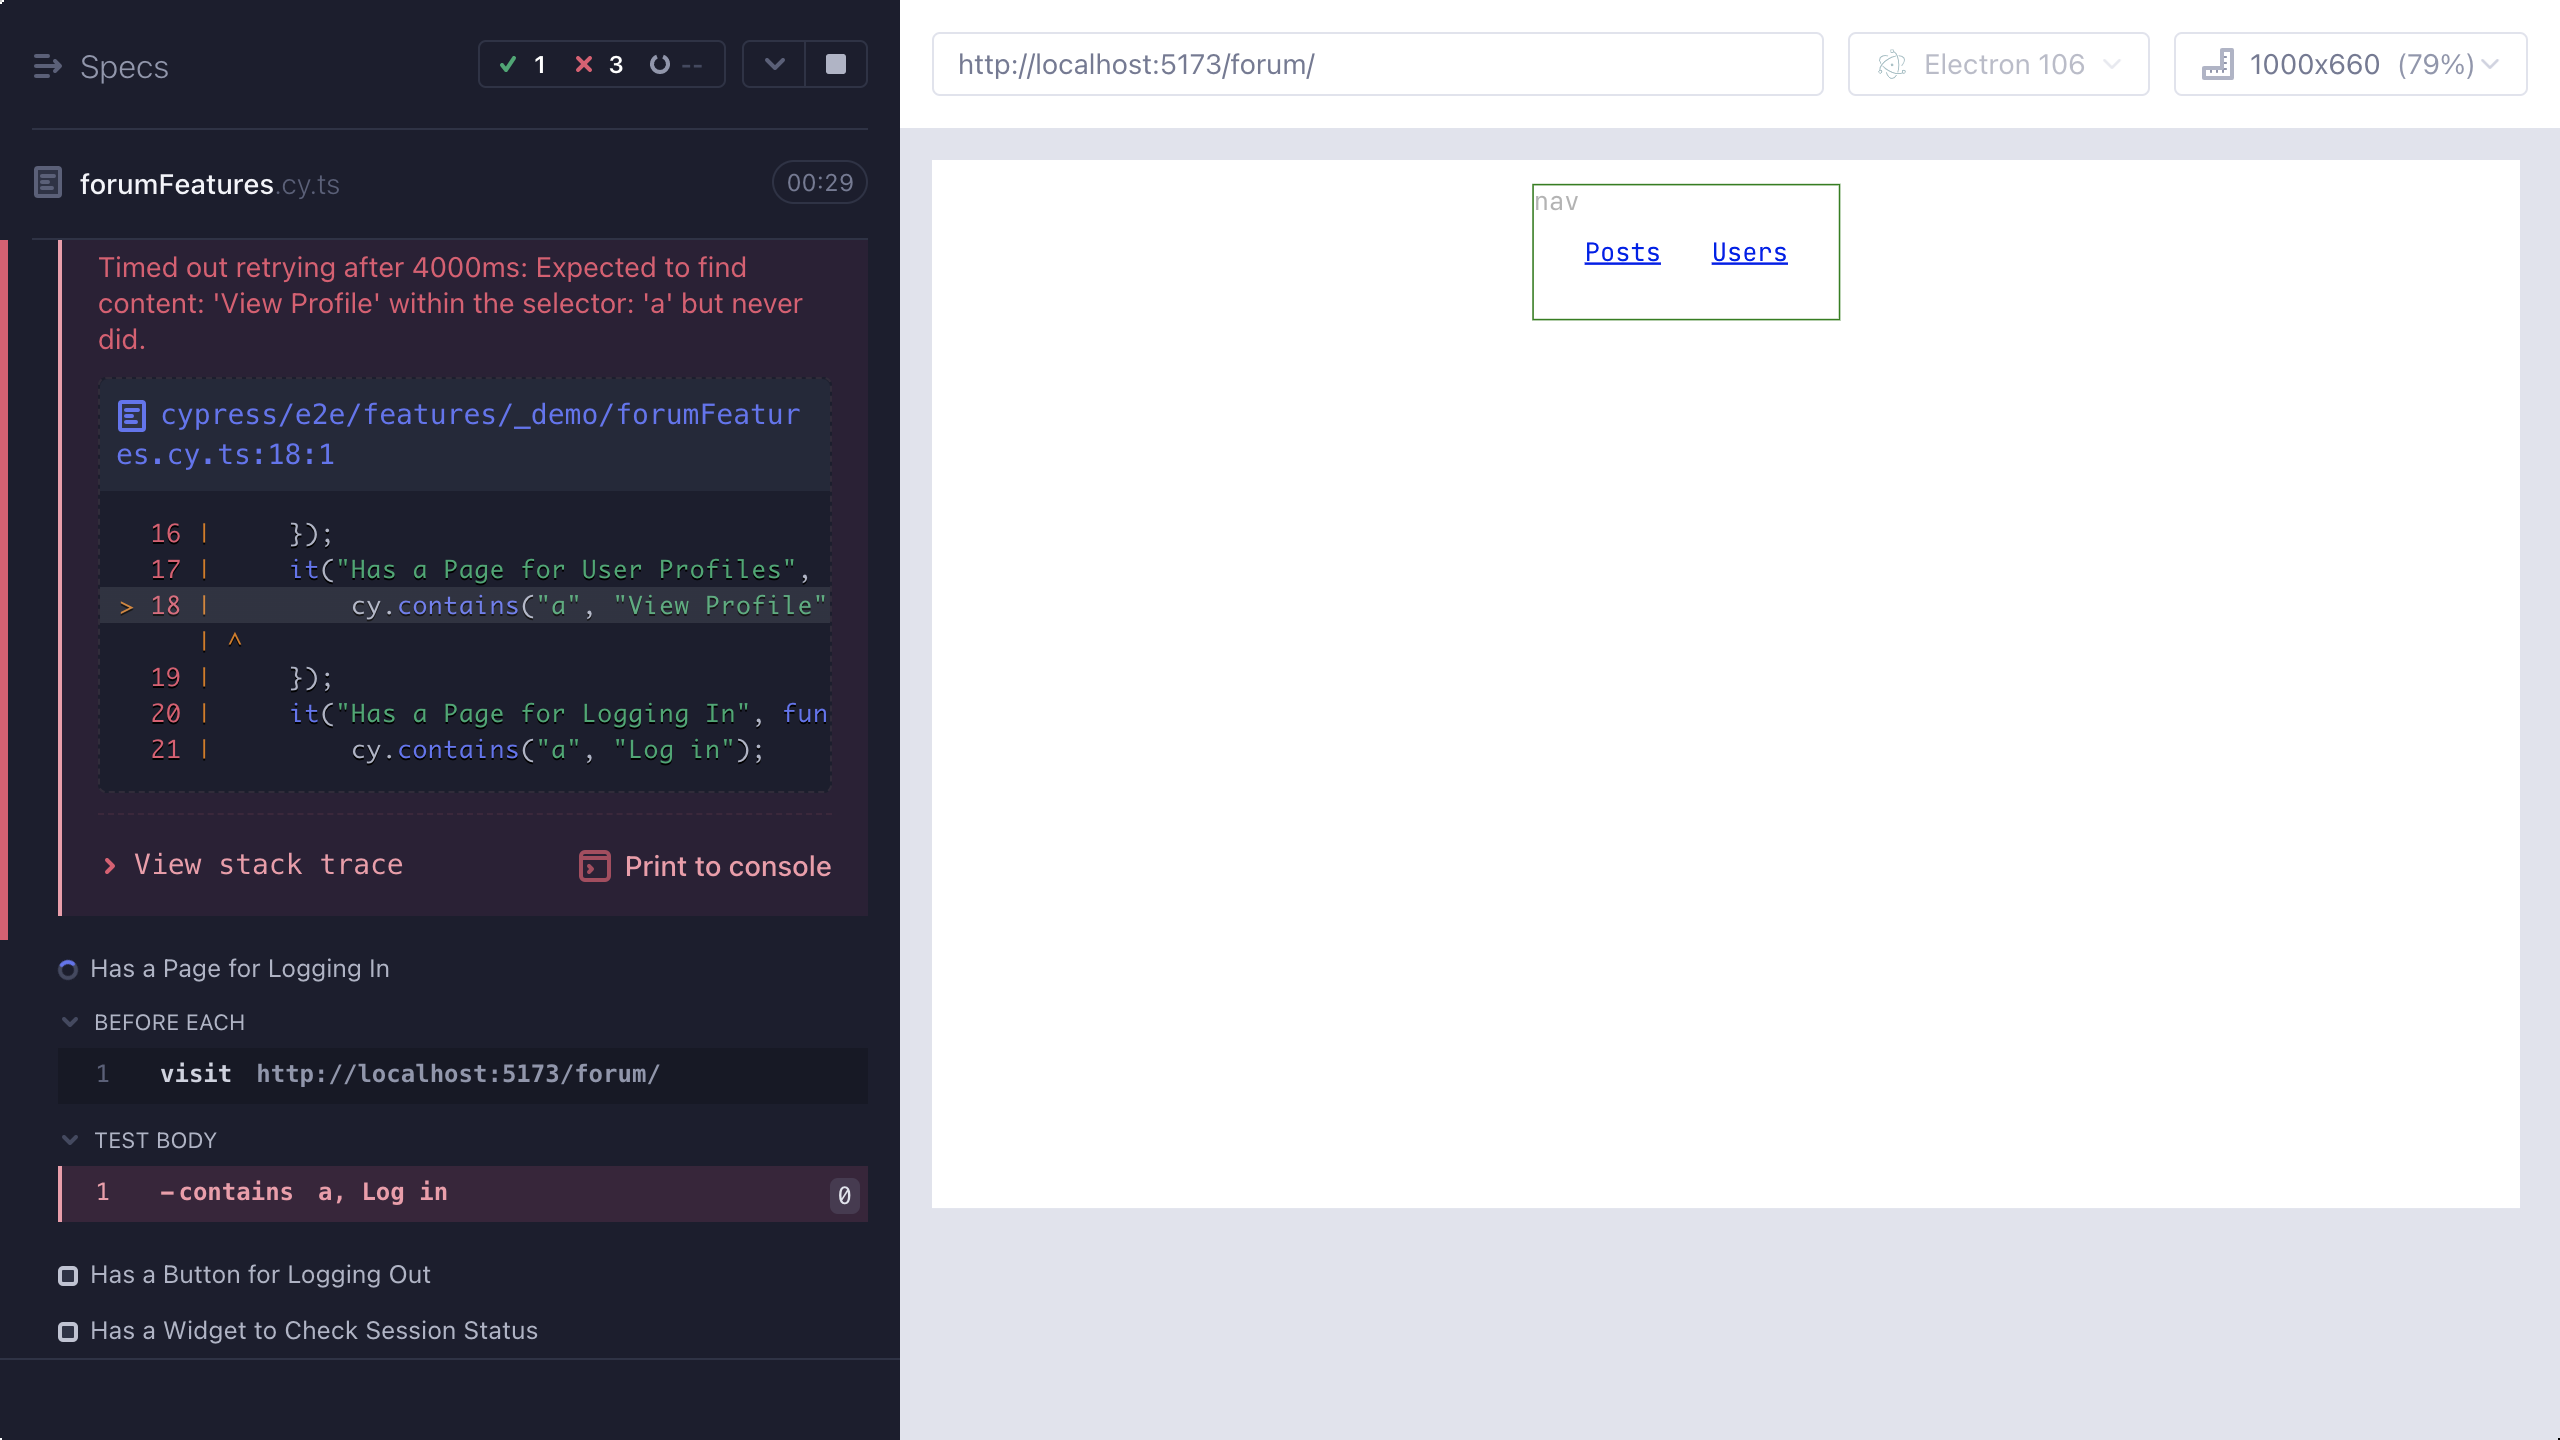 Specs
1
3
--
forumFeatures.cy.ts
00:29
Timed out retrying after 4000ms: Expected to find
content: 'View Profile' within the selector: 'a' but never
did.
cypress/e2e/features/_demo/forumFeatur
es.cy.ts:18:1
16 |     });
17 |     it("Has a Page for User Profiles",
> 18 |         cy.contains("a", "View Profile"
| ^
19 |     });
20 |     it("Has a Page for Logging In", fun
21 |         cy.contains("a", "Log in");
View stack trace
Print to console
Has a Page for Logging In
BEFORE EACH
1 visit http://localhost:5173/forum/
TEST BODY
1 -contains a, Log in 0
Has a Button for Logging Out
Has a Widget to Check Session Status
http://localhost:5173/forum/
Electron 106
1000x660 (79%)
nav
Posts Users